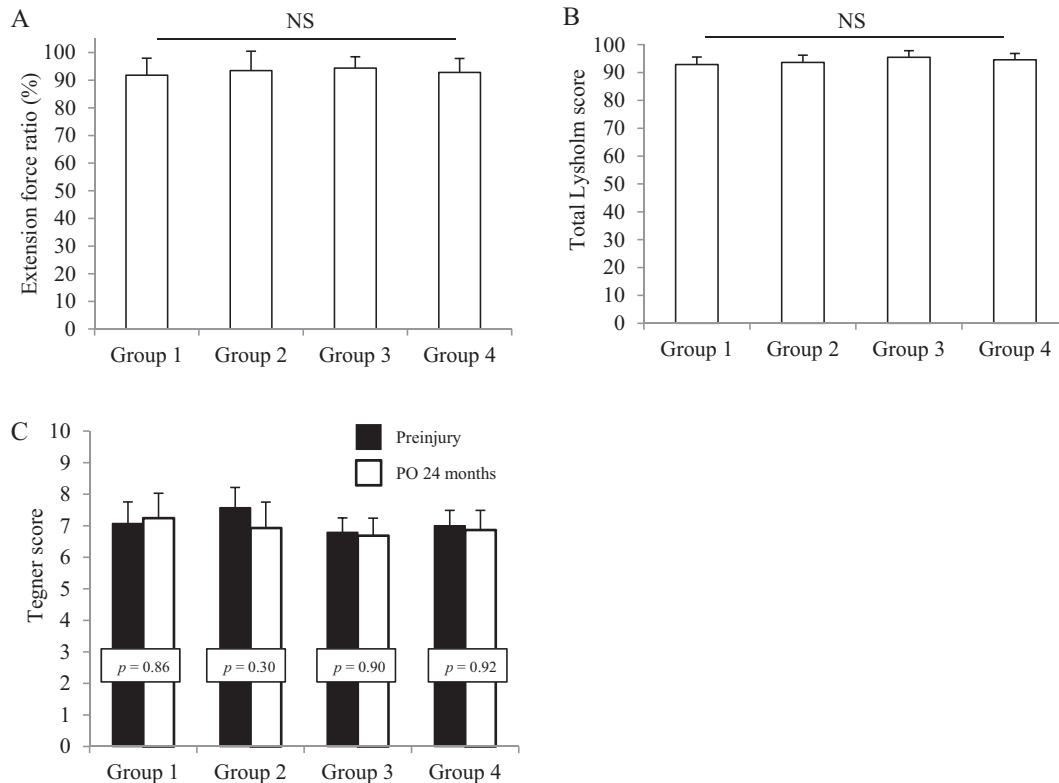 A
NS
Extension force ratio (%)
100
90
80
70
60
50
40
30
20
10
0
Group 1 Group 2 Group 3 Group 4
B
NS
Total Lysholm score
100
90
80
70
60
50
40
30
20
10
0
Group 1 Group 2 Group 3 Group 4
C
Preinjury
PO 24 months
Tegner score
10
9
8
7
6
5
4
3
2
1
0
p = 0.86 p = 0.30 p = 0.90 p = 0.92
Group 1 Group 2 Group 3 Group 4